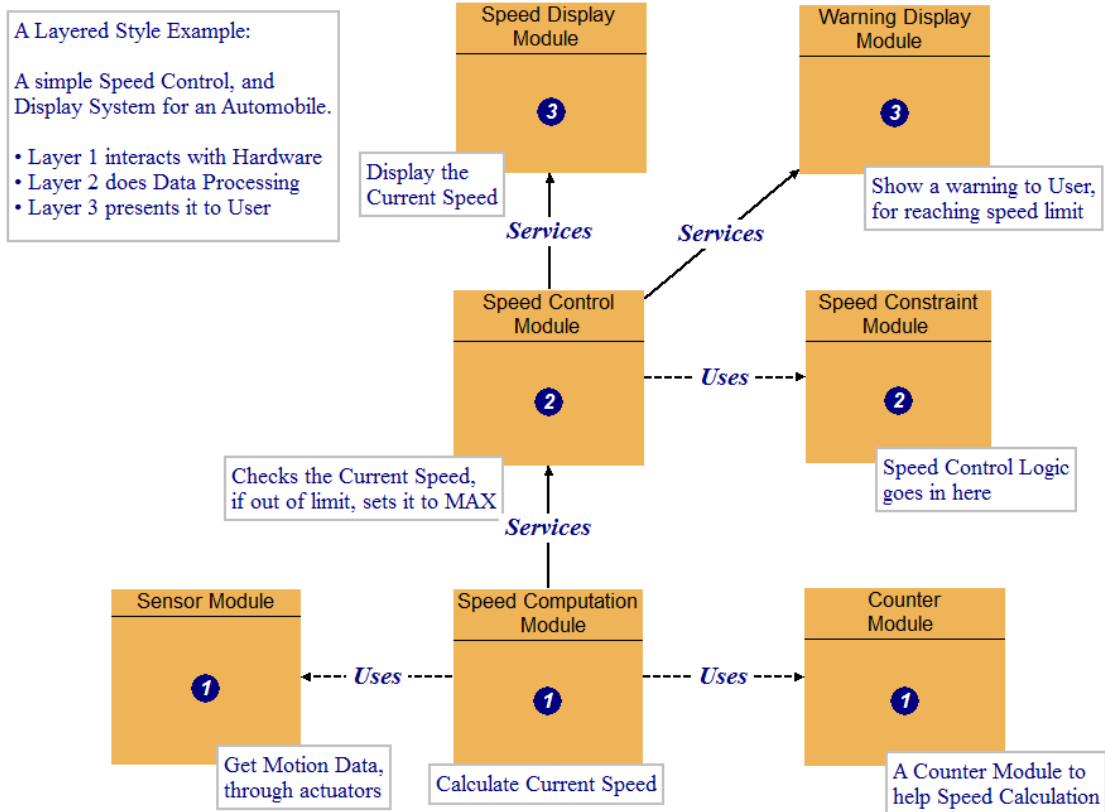 A Layered Style Example:
A simple Speed Control, and
Display System for an Automobile.
• Layer 1 interacts with Hardware
• Layer 2 does Data Processing
• Layer 3 presents it to User
Speed Display
Module
3
Display the
Current Speed
Warning Display
Module
3
Show a warning to User,
for reaching speed limit
Services
Services
Speed Control
Module
2
Checks the Current Speed,
if out of limit, sets it to MAX
Uses
Speed Constraint
Module
2
Speed Control Logic
goes in here
Services
Sensor Module
1
Get Motion Data,
through actuators
Uses
Speed Computation
Module
1
Calculate Current Speed
Uses
Counter
Module
1
A Counter Module to
help Speed Calculation